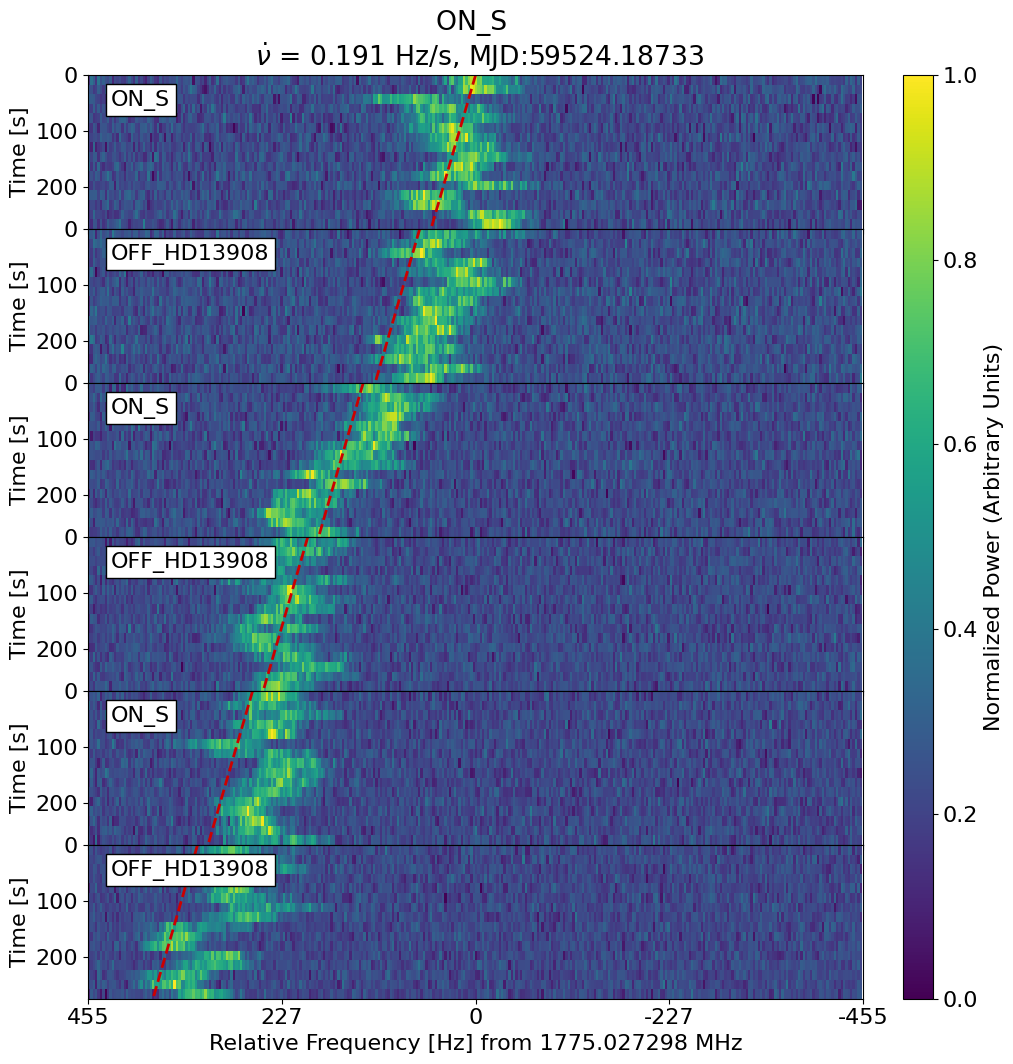 ON_S
ν̇ = 0.191 Hz/s, MJD:59524.18733
ON_S
0
100
200
Time [s]
OFF_HD13908
0
100
200
Time [s]
ON_S
0
100
200
Time [s]
OFF_HD13908
0
100
200
Time [s]
ON_S
0
100
200
Time [s]
OFF_HD13908
0
100
200
Time [s]
455 227 0 -227 -455
Relative Frequency [Hz] from 1775.027298 MHz
1.0
0.8
0.6
0.4
0.2
0.0
Normalized Power (Arbitrary Units)